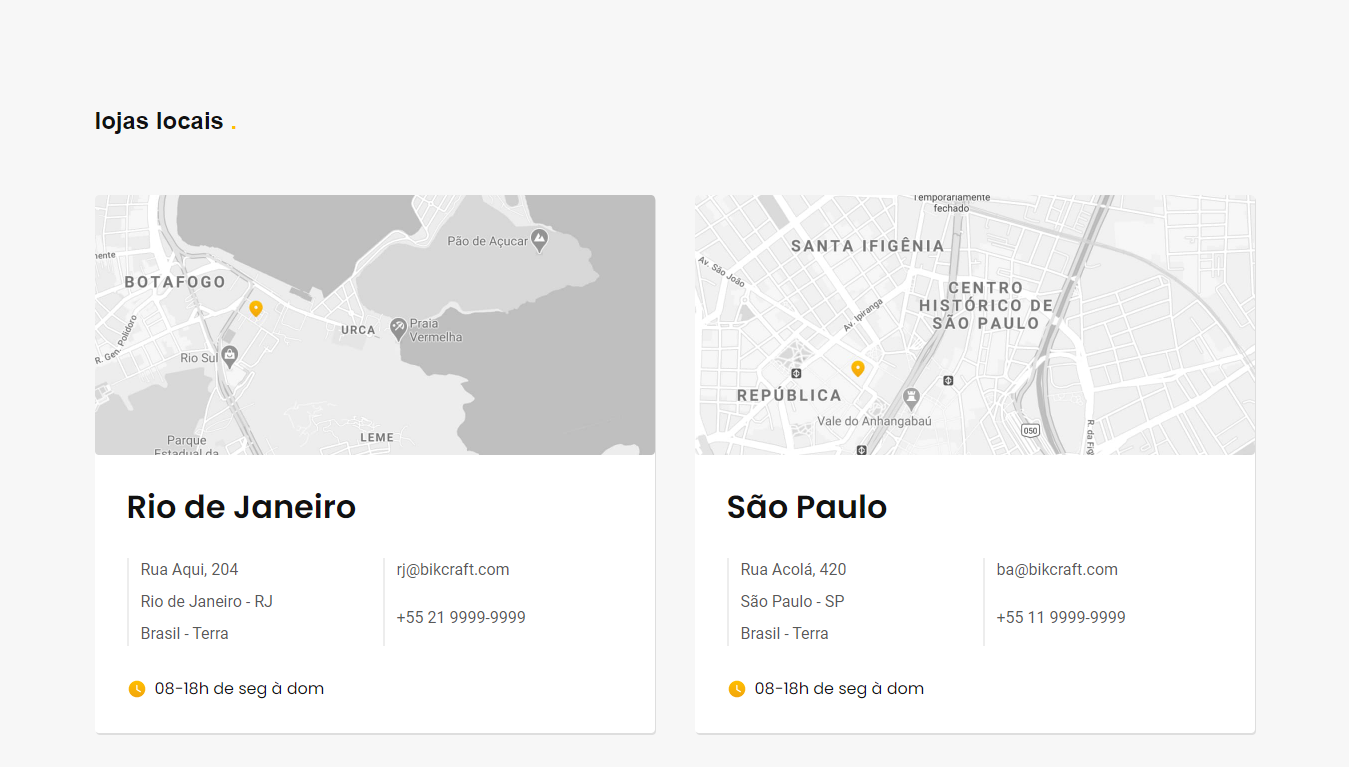 lojas locais .
Pão de Açucar
BOTAFOGO
URCA
Praia
Vermelha
R. Gen. Polidoro
Rio Sul
LEME
Parque
Estadual da
Temporariamente
fechado
SANTA IFIGÊNIA
Av. São João
CENTRO
HISTÓRICO DE
SÃO PAULO
Av. Ipiranga
REPÚBLICA
Vale do Anhangabaú
050
R. da Fig
Rio de Janeiro
Rua Aqui, 204
Rio de Janeiro - RJ
Brasil - Terra
rj@bikcraft.com
+55 21 9999-9999
08-18h de seg à dom
São Paulo
Rua Acolá, 420
São Paulo - SP
Brasil - Terra
ba@bikcraft.com
+55 11 9999-9999
08-18h de seg à dom